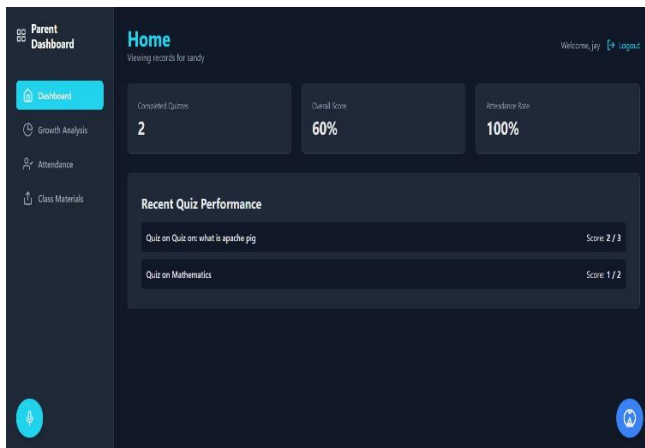 Parent
Dashboard
Dashboard
Growth Analysis
Attendance
Class Materials
Home
Viewing records for sandy
Welcome, jay
Logout
Completed Quizzes
2
Overall Score
60%
Attendance Rate
100%
Recent Quiz Performance
Quiz on Quiz on: what is apache pig
Score: 2 / 3
Quiz on Mathematics
Score: 1 / 2